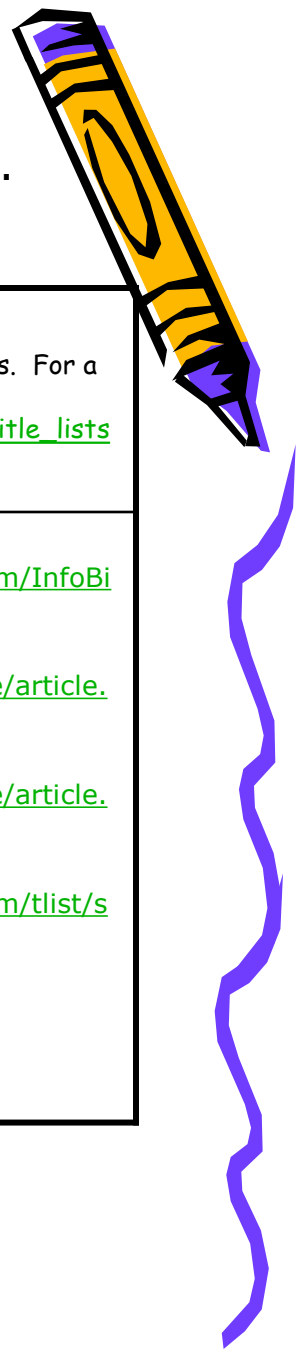 .
s. For a
itle_lists
m/InfoBi
e/article.
e/article.
m/tlist/s